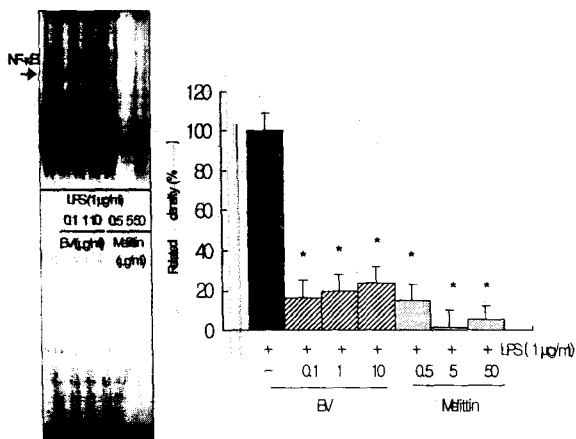 NF-κB
LPS(1μg/ml)
0.1 1 10 0.5 5 50
BV(μg/ml) Melittin
(μg/ml)
Related density (%
120
100
80
60
40
20
0
* * * * * *
+ + + + + + + LPS (1 μg/ml)
– 0.1 1 10 0.5 5 50
BV Melittin